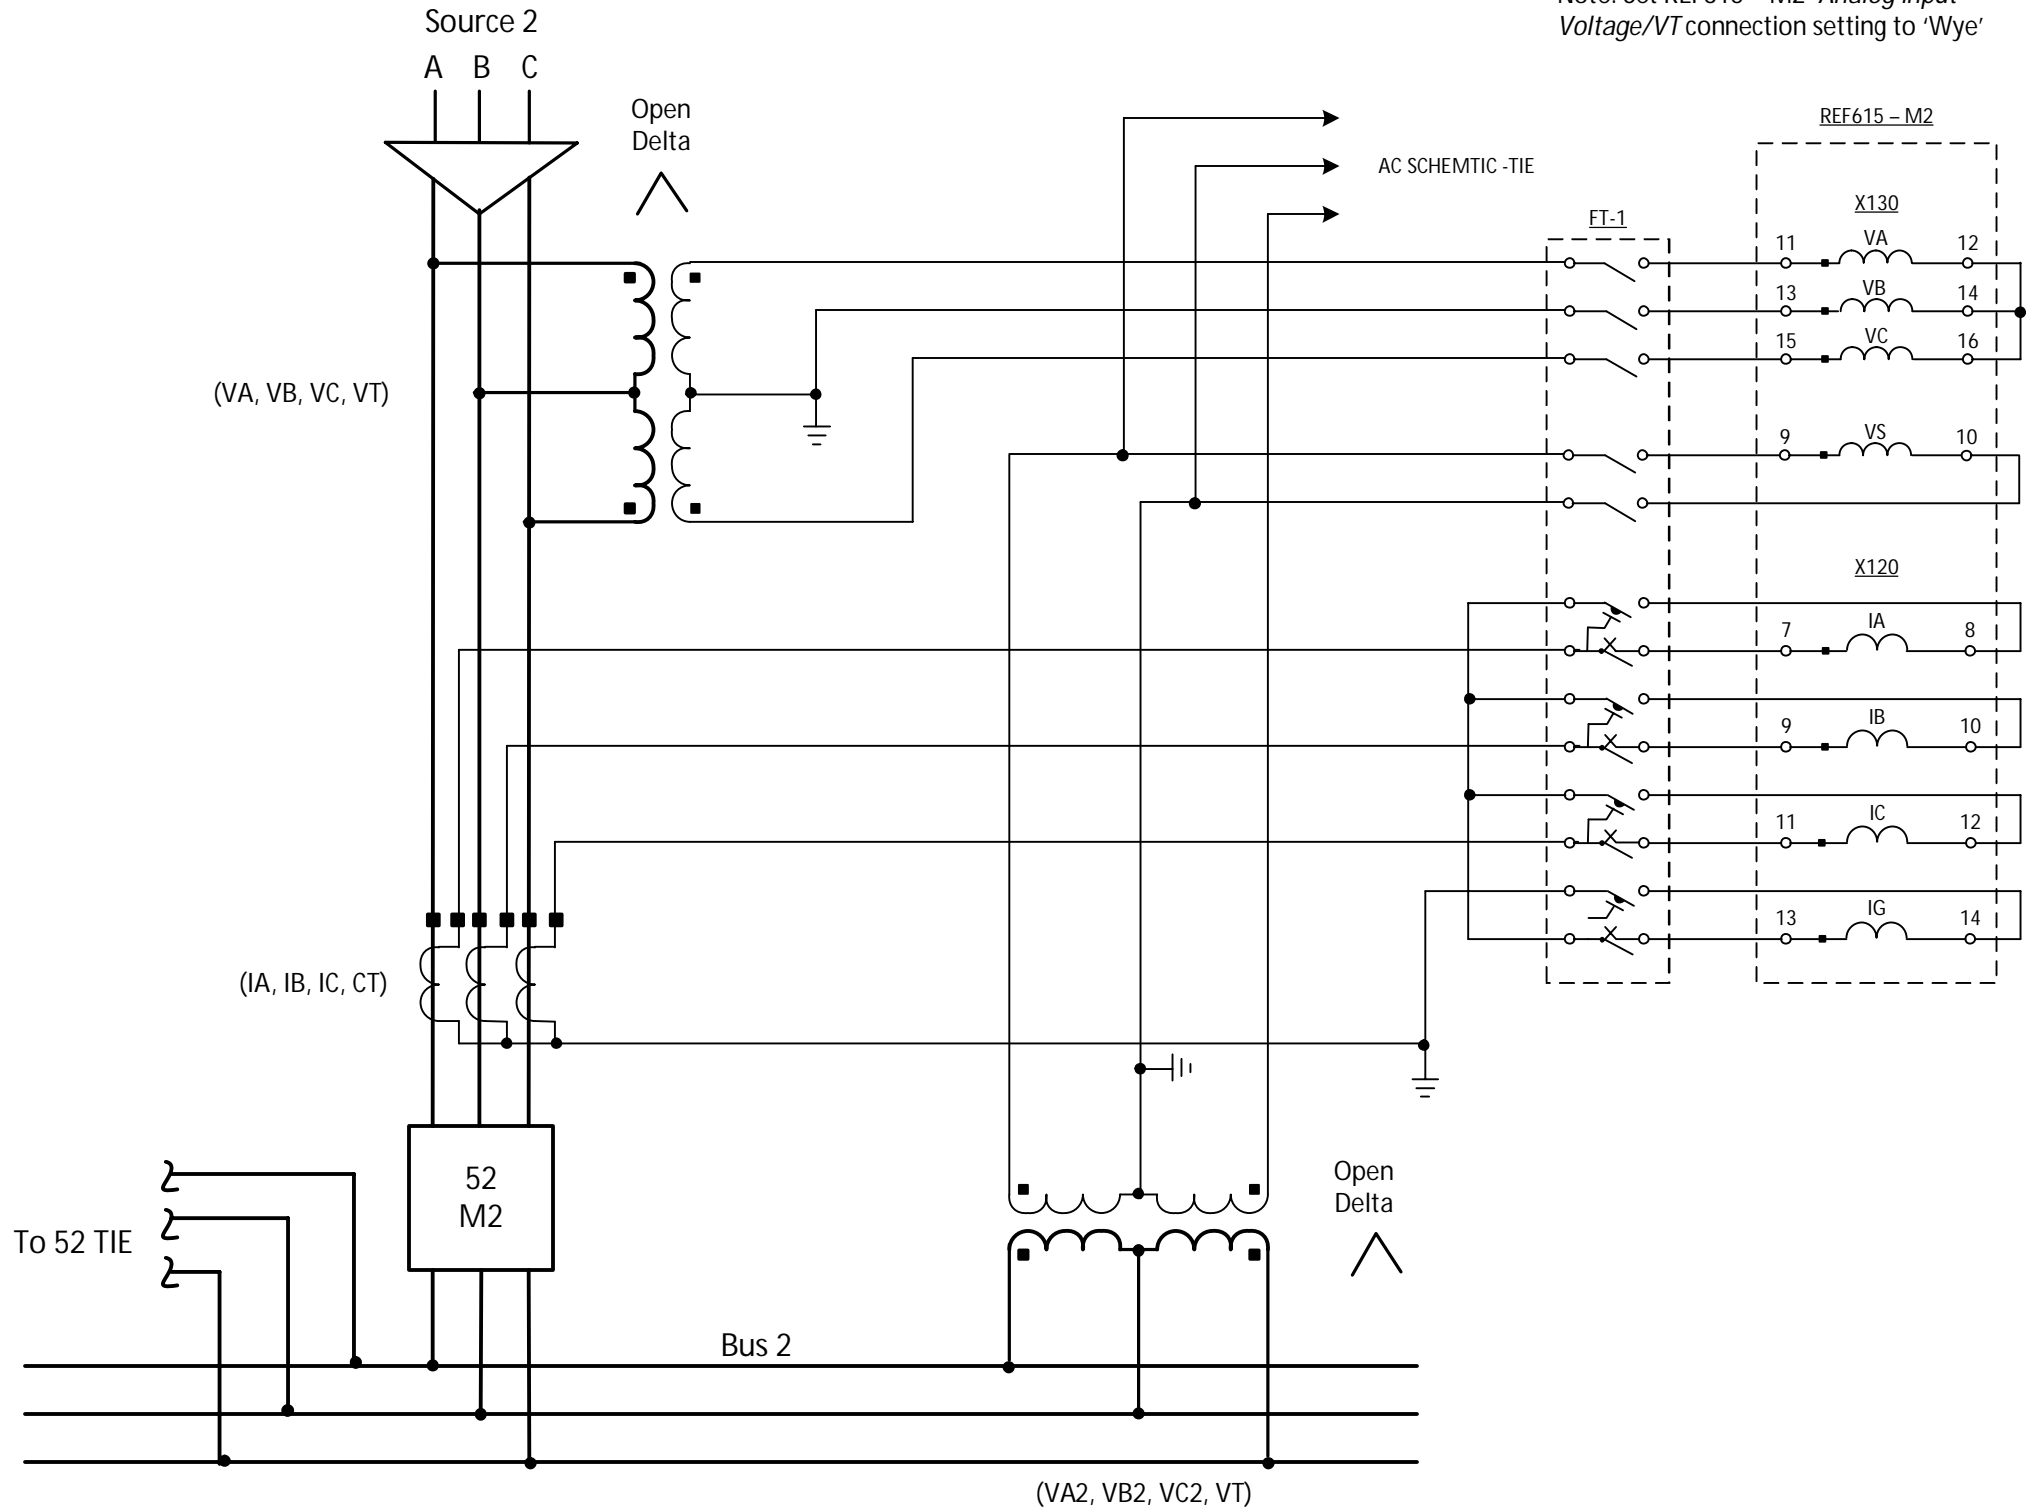 Voltage/VT connection setting to ‘Wye’
Source 2
A B C
Open
Delta
REF615 – M2
AC SCHEMTIC -TIE
X130
FT-1
11 VA 12
13 VB 14
15 VC 16
(VA, VB, VC, VT)
9 VS 10
X120
7 IA 8
9 IB 10
11 IC 12
13 IG 14
(IA, IB, IC, CT)
52
M2
Open
Delta
To 52 TIE
Bus 2
(VA2, VB2, VC2, VT)